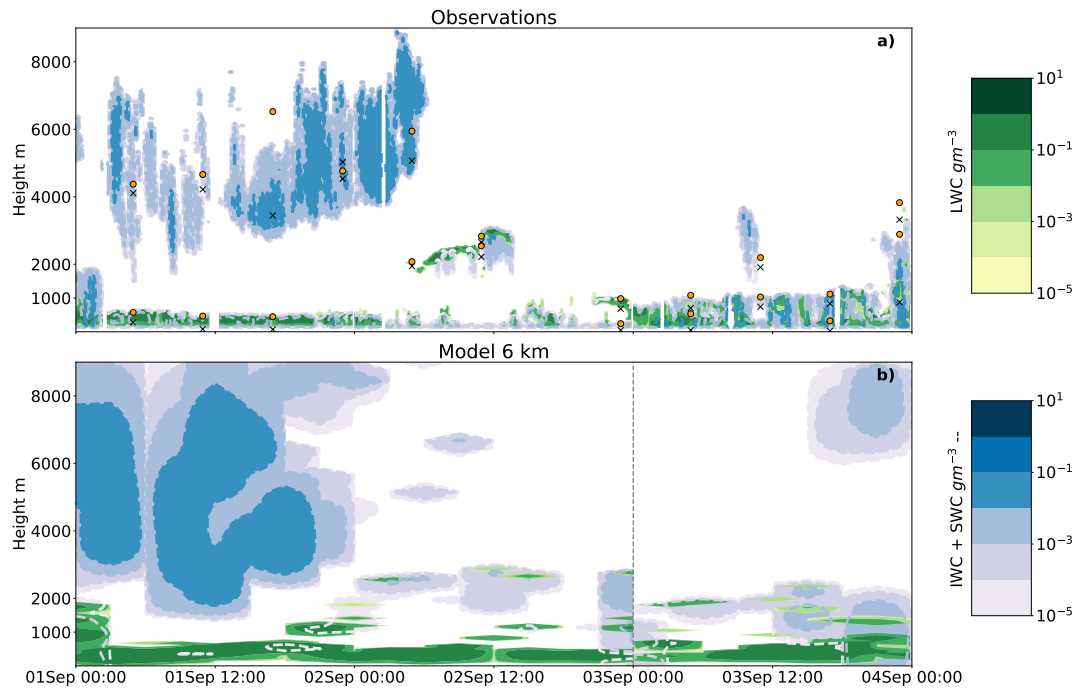 Observations
a)
8000
6000
4000
2000
1000
Height m
10^1
10^-1
10^-3
10^-5
LWC gm^-3
Model 6 km
b)
8000
6000
4000
2000
1000
Height m
01Sep 00:00
01Sep 12:00
02Sep 00:00
02Sep 12:00
03Sep 00:00
03Sep 12:00
04Sep 00:00
10^1
10^-1
10^-3
10^-5
IWC + SWC gm^-3 --